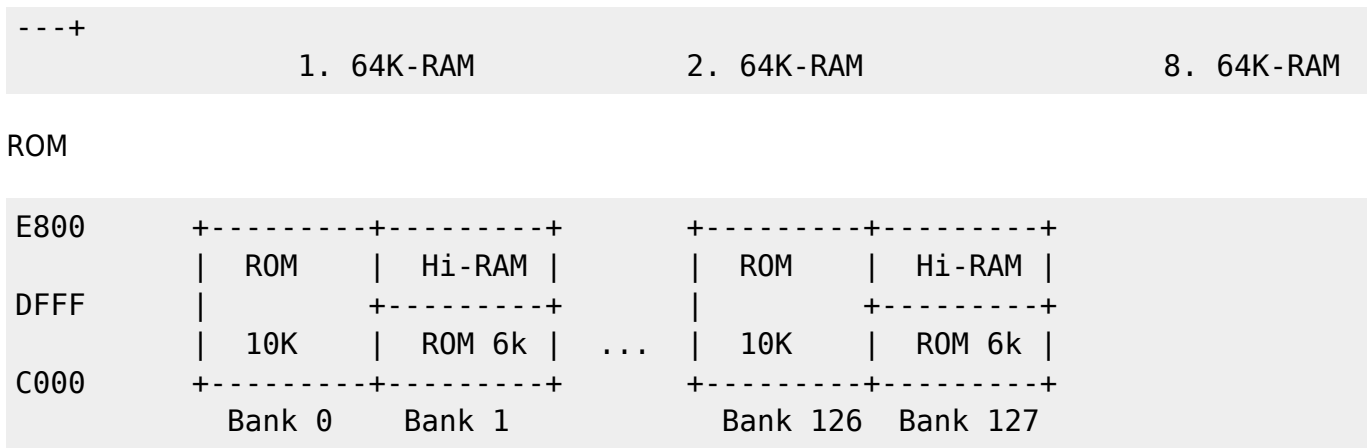 ---+
                   1. 64K-RAM              2. 64K-RAM                    8. 64K-RAM
ROM
E800       +---------+---------+       +---------+---------+
           |  ROM    | Hi-RAM |        |  ROM    | Hi-RAM |
DFFF       |         +---------+       |         +---------+
           |  10K    | ROM 6k |  ...  |  10K    | ROM 6k |
C000       +---------+---------+       +---------+---------+
             Bank 0    Bank 1            Bank 126  Bank 127